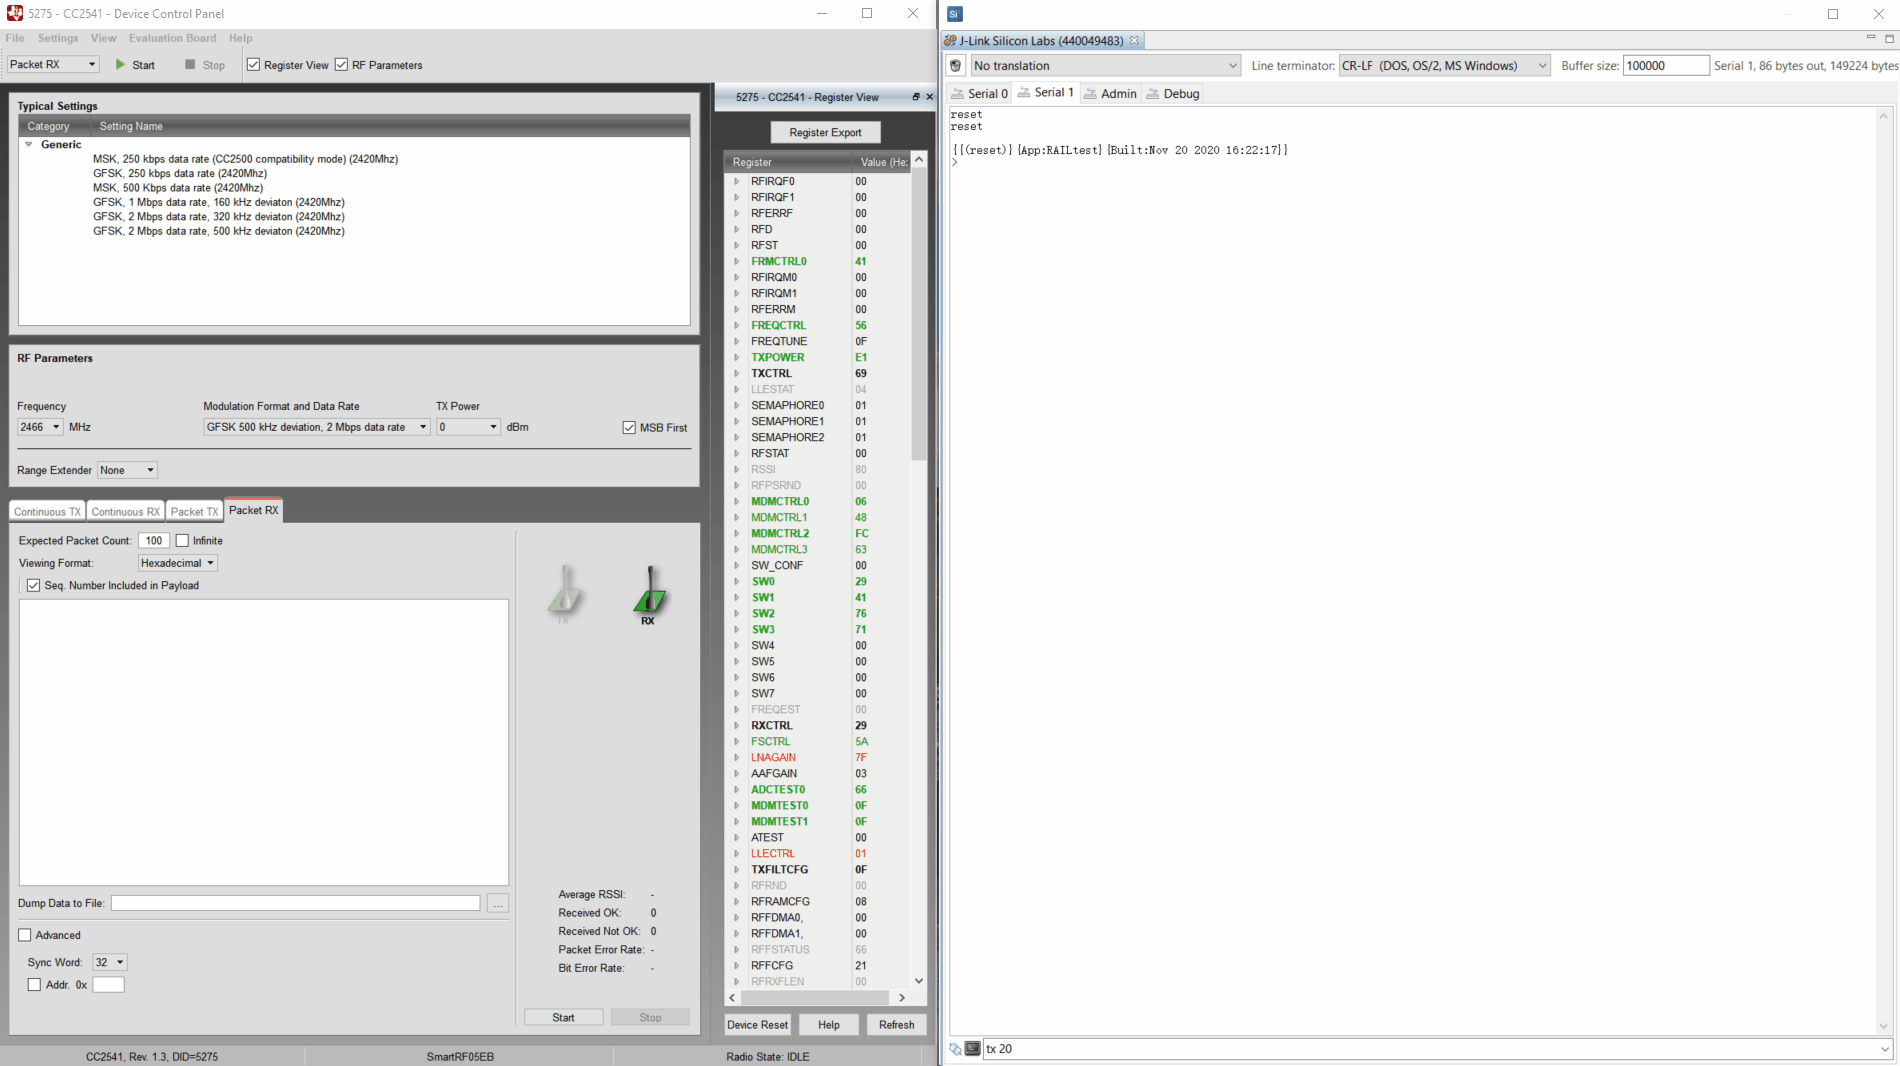 5275 - CC2541 - Device Control Panel
File Settings View Evaluation Board Help
Packet RX Start Stop Register View RF Parameters
Typical Settings
Category Setting Name
Generic
MSK, 250 kbps data rate (CC2500 compatibility mode) (2420Mhz)
GFSK, 250 kbps data rate (2420Mhz)
MSK, 500 Kbps data rate (2420Mhz)
GFSK, 1 Mbps data rate, 160 kHz deviaton (2420Mhz)
GFSK, 2 Mbps data rate, 320 kHz deviaton (2420Mhz)
GFSK, 2 Mbps data rate, 500 kHz deviaton (2420Mhz)
RF Parameters
Frequency Modulation Format and Data Rate TX Power
2466 MHz GFSK 500 kHz deviation, 2 Mbps data rate 0 dBm MSB First
Range Extender None
Continuous TX Continuous RX Packet TX Packet RX
Expected Packet Count: 100 Infinite
Viewing Format: Hexadecimal
Seq. Number Included in Payload
TX RX
Average RSSI: -
Received OK: 0
Received Not OK: 0
Packet Error Rate: -
Bit Error Rate: -
Dump Data to File: ...
Advanced
Sync Word: 32
Addr. 0x
Start Stop
CC2541, Rev. 1.3, DID=5275 SmartRF05EB Radio State: IDLE
5275 - CC2541 - Register View
Register Export
Register Value (He:
RFIRQF0 00
RFIRQF1 00
RFERRF 00
RFD 00
RFST 00
FRMCTRL0 41
RFIRQM0 00
RFIRQM1 00
RFERRM 00
FREQCTRL 56
FREQTUNE 0F
TXPOWER E1
TXCTRL 69
LLESTAT 04
SEMAPHORE0 01
SEMAPHORE1 01
SEMAPHORE2 01
RFSTAT 00
RSSI 80
RFPSRND 00
MDMCTRL0 06
MDMCTRL1 48
MDMCTRL2 FC
MDMCTRL3 63
SW_CONF 00
SW0 29
SW1 41
SW2 76
SW3 71
SW4 00
SW5 00
SW6 00
SW7 00
FREQEST 00
RXCTRL 29
FSCTRL 5A
LNAGAIN 7F
AAFGAIN 03
ADCTEST0 66
MDMTEST0 0F
MDMTEST1 0F
ATEST 00
LLECTRL 01
TXFILTCFG 0F
RFRND 00
RFRAMCFG 08
RFFDMA0, 00
RFFDMA1, 00
RFFSTATUS 66
RFFCFG 21
RFRXFLEN 00
Device Reset Help Refresh
Si
J-Link Silicon Labs (440049483)
No translation Line terminator: CR-LF (DOS, OS/2, MS Windows) Buffer size: 100000 Serial 1, 86 bytes out, 149224 bytes
Serial 0 Serial 1 Admin Debug
reset
reset
{{(reset)}{App:RAILtest}{Built:Nov 20 2020 16:22:17}}
>
tx 20